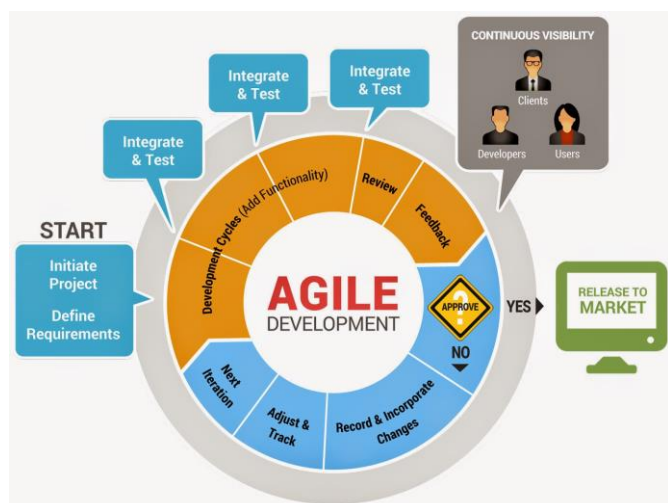 CONTINUOUS VISIBILITY
Clients
Developers
Users
Integrate
& Test
Integrate
& Test
Integrate
& Test
START
Initiate
Project
Define
Requirements
Development Cycles (Add Functionality)
Review
Feedback
AGILE
DEVELOPMENT
?
APPROVE
YES
RELEASE TO
MARKET
NO
Record & Incorporate
Changes
Adjust &
Track
Next
Iteration